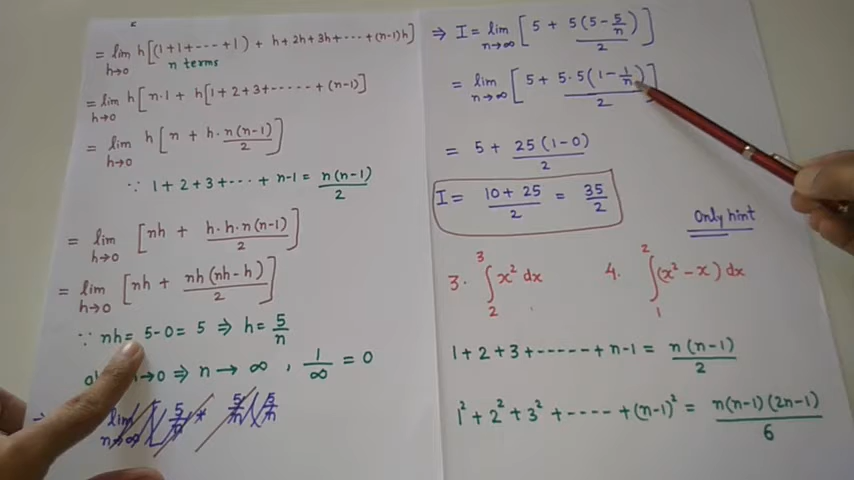 = lim h→0 h[(1+1+---+1) + h+2h+3h+---+(n-1)h]
n terms
= lim h→0 h[n·1 + h[1+2+3+-----+(n-1)]
= lim h→0 h[n + h·n(n-1)/2]
∵ 1+2+3+---+n-1 = n(n-1)/2
= lim h→0 [nh + h·h·n(n-1)/2]
= lim h→0 [nh + nh(nh-h)/2]
∵ nh = 5-0 = 5 ⇒ h = 5/n
→0 ⇒ n→∞, 1/∞ = 0
⇒ I = lim n→∞ [5 + 5(5-5/n)/2]
= lim n→∞ [5 + 5·5(1-1/n)/2]
= 5 + 25(1-0)/2
I = 10+25/2 = 35/2
Only hint
3. ∫₂³ x² dx 4. ∫₁² (x²-x) dx
1+2+3+-----+n-1 = n(n-1)/2
1²+2²+3²+----+(n-1)² = n(n-1)(2n-1)/6